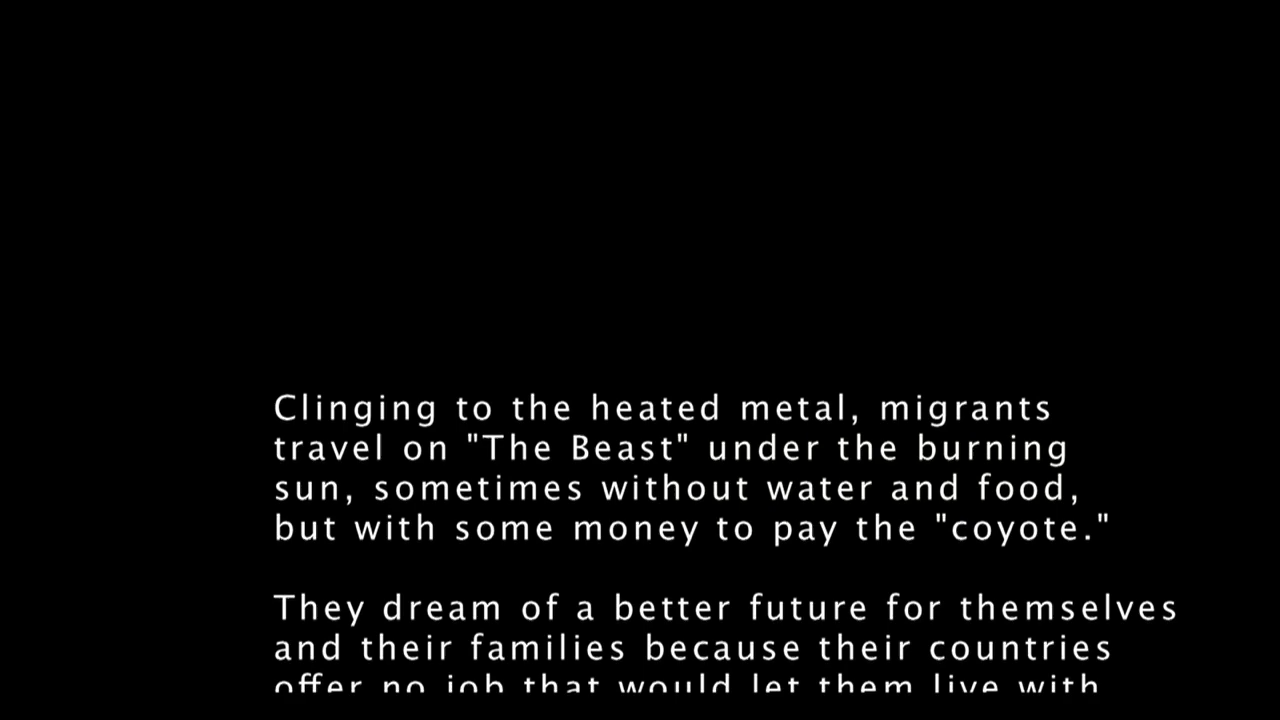 Clinging to the heated metal, migrants
travel on "The Beast" under the burning
sun, sometimes without water and food,
but with some money to pay the "coyote."
They dream of a better future for themselves
and their families because their countries
offer no job that would let them live with